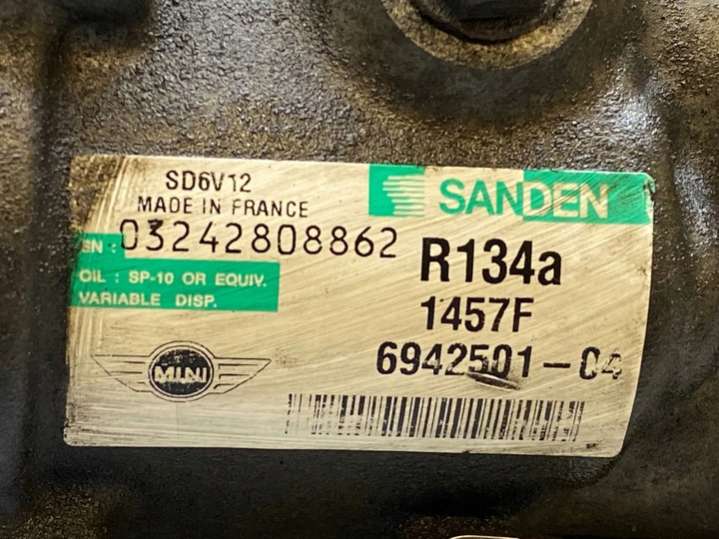 SD6V12
MADE IN FRANCE
SANDEN
SN : 03242808862
R134a
OIL : SP-10 OR EQUIV.
VARIABLE DISP.
1457F
6942501-04
MINI